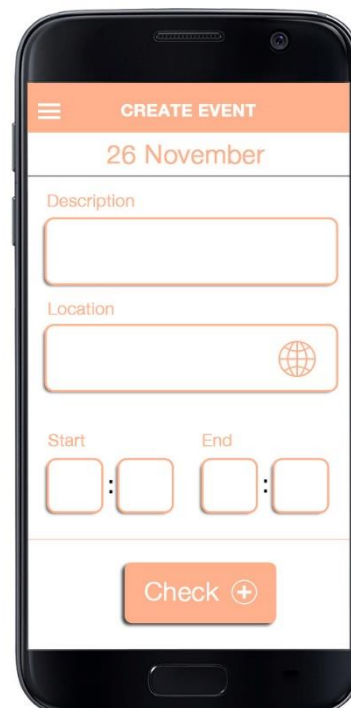 CREATE EVENT
26 November
Description
Location
Start End
: :
Check